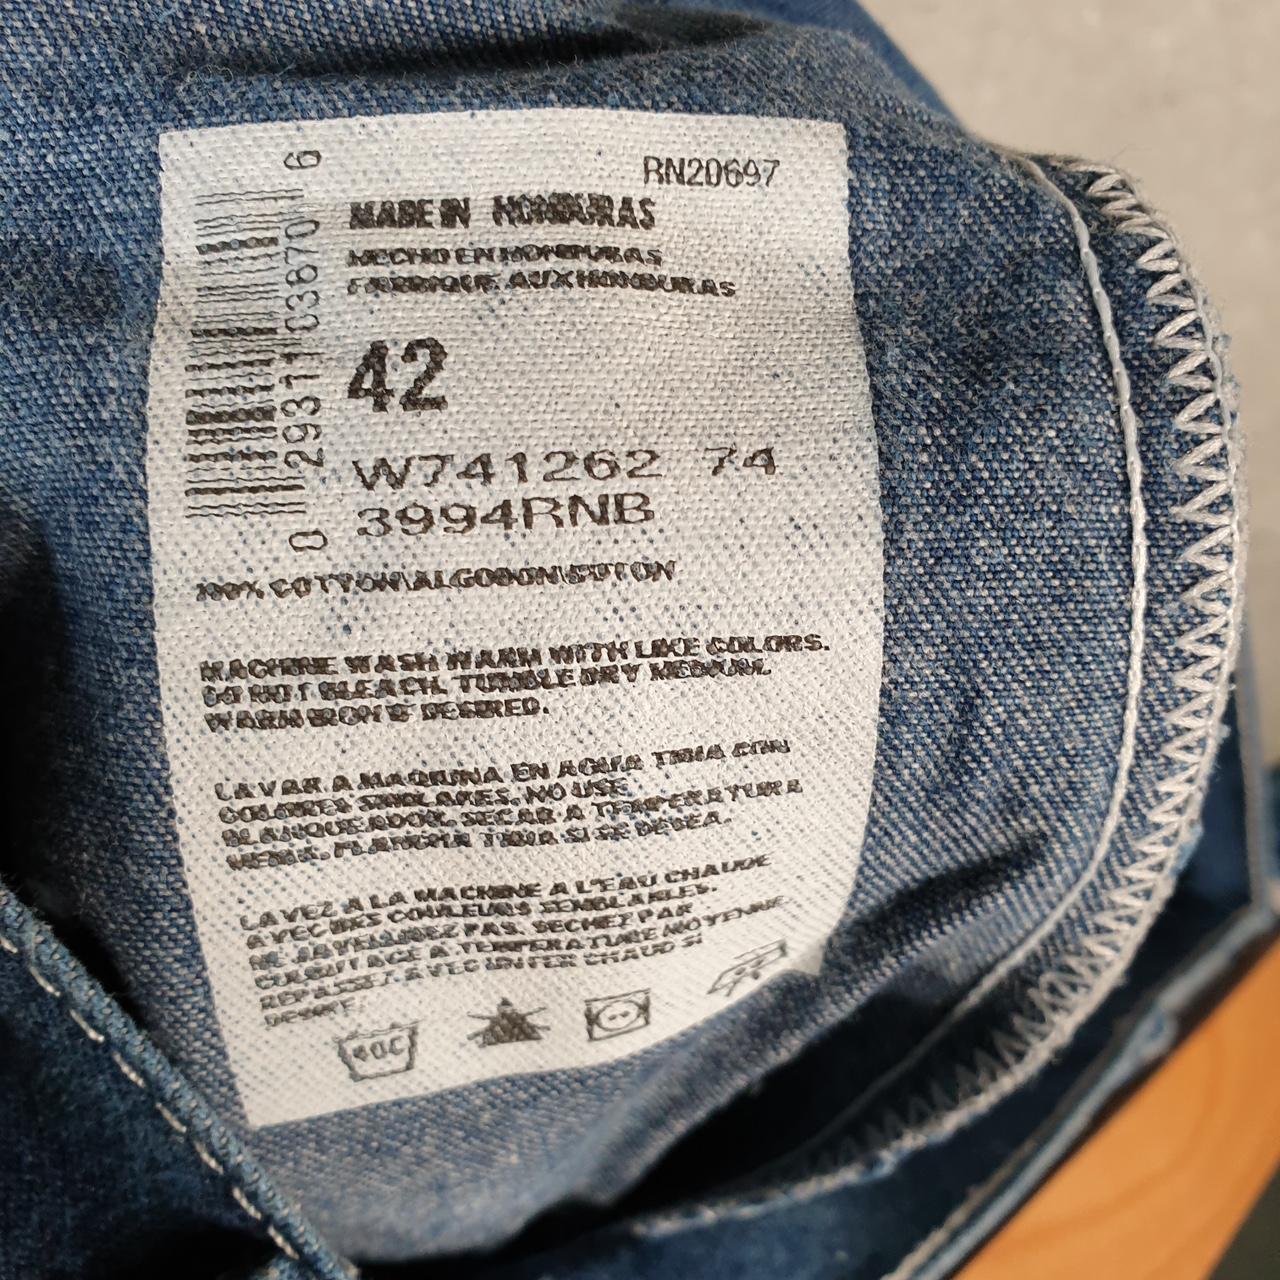 RN20697
MADE IN HONDURAS
HECHO EN HONDURAS
FABRIQUE AUX HONDURAS
0 29311 03870 6
42
W741262 74
3994RNB
100% COTTON\ALGODON\COTON
MACHINE WASH WARM WITH LIKE COLORS.
DO NOT BLEACH. TUMBLE DRY MEDIUM.
WARM IRON IF DESIRED.
LAVAR A MAQUINA EN AGUA TIBIA CON
COLORES SIMILARES. NO USE
BLANQUEADOR. SECAR A TEMPERATURA
MEDIA. PLANCHA TIBIA SI SE DESEA.
LAVEZ A LA MACHINE A L'EAU CHAUDE
AVEC DES COULEURS SEMBLABLES.
NE PAS. SECHEZ PAR
CULBUTAGE A TEMPERATURE MOYENNE.
REPASSEZ AVEC UN FER CHAUD SI
DESIRE.
40C